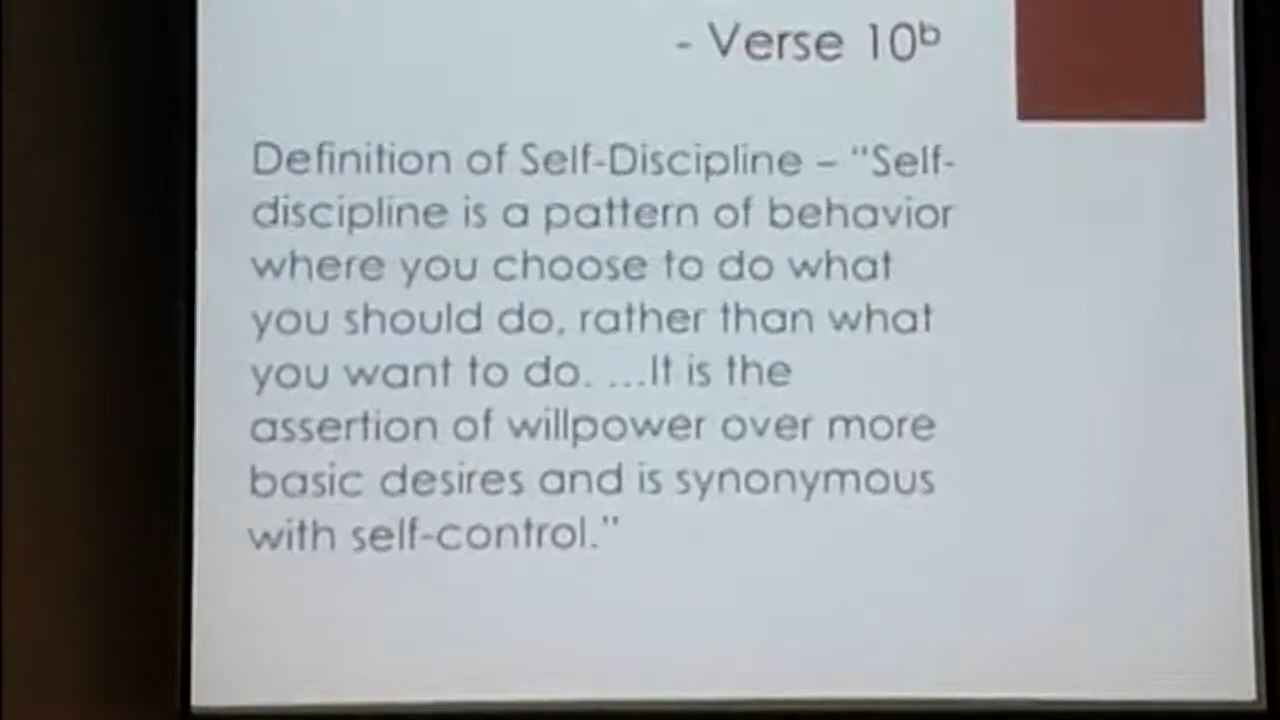 - Verse 10ᵇ
Definition of Self-Discipline – “Self-
discipline is a pattern of behavior
where you choose to do what
you should do, rather than what
you want to do. ...It is the
assertion of willpower over more
basic desires and is synonymous
with self-control.”